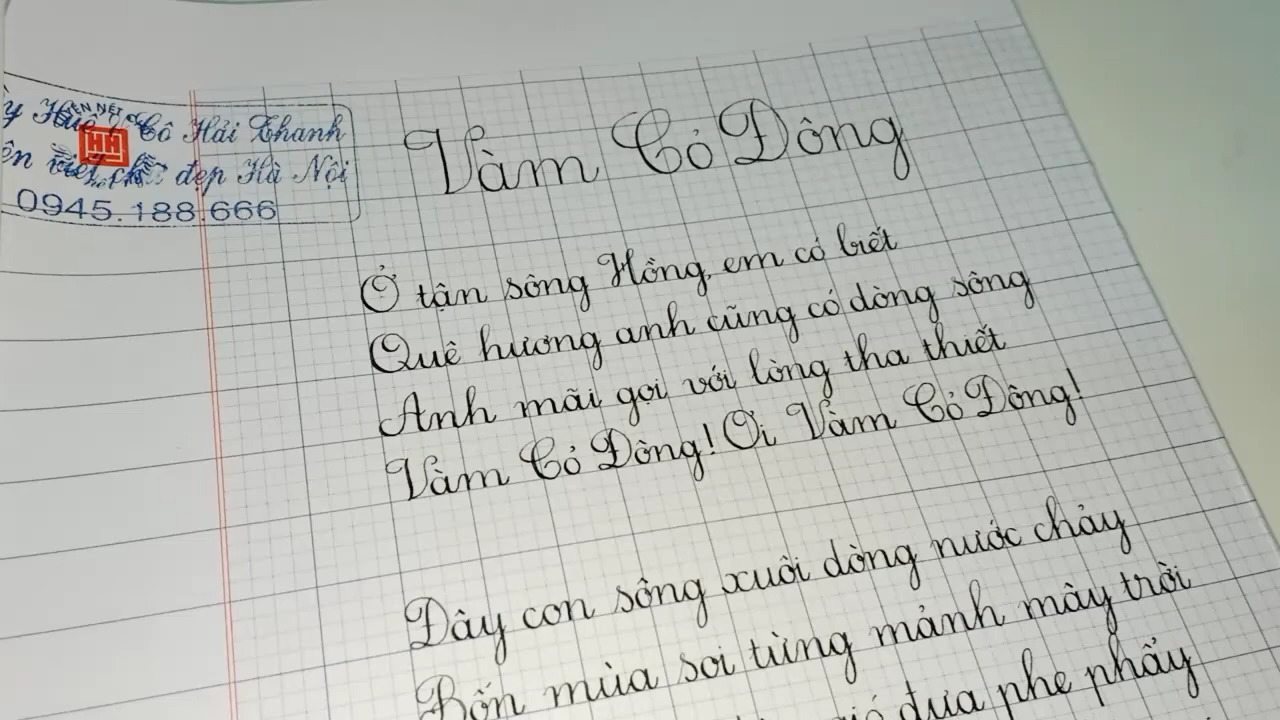 Cô Hải Thanh
đẹp Hà Nội
0945.188.666
Vàm Cỏ Đông
Ở tận sông Hồng, em có biết
Quê hương anh cũng có dòng sông
Anh mãi gọi với lòng tha thiết
Vàm Cỏ Đông! Ơi Vàm Cỏ Đông!
Đây con sông xuôi dòng nước chảy
Bốn mùa soi từng mảnh mây trời
đưa phe phẩy